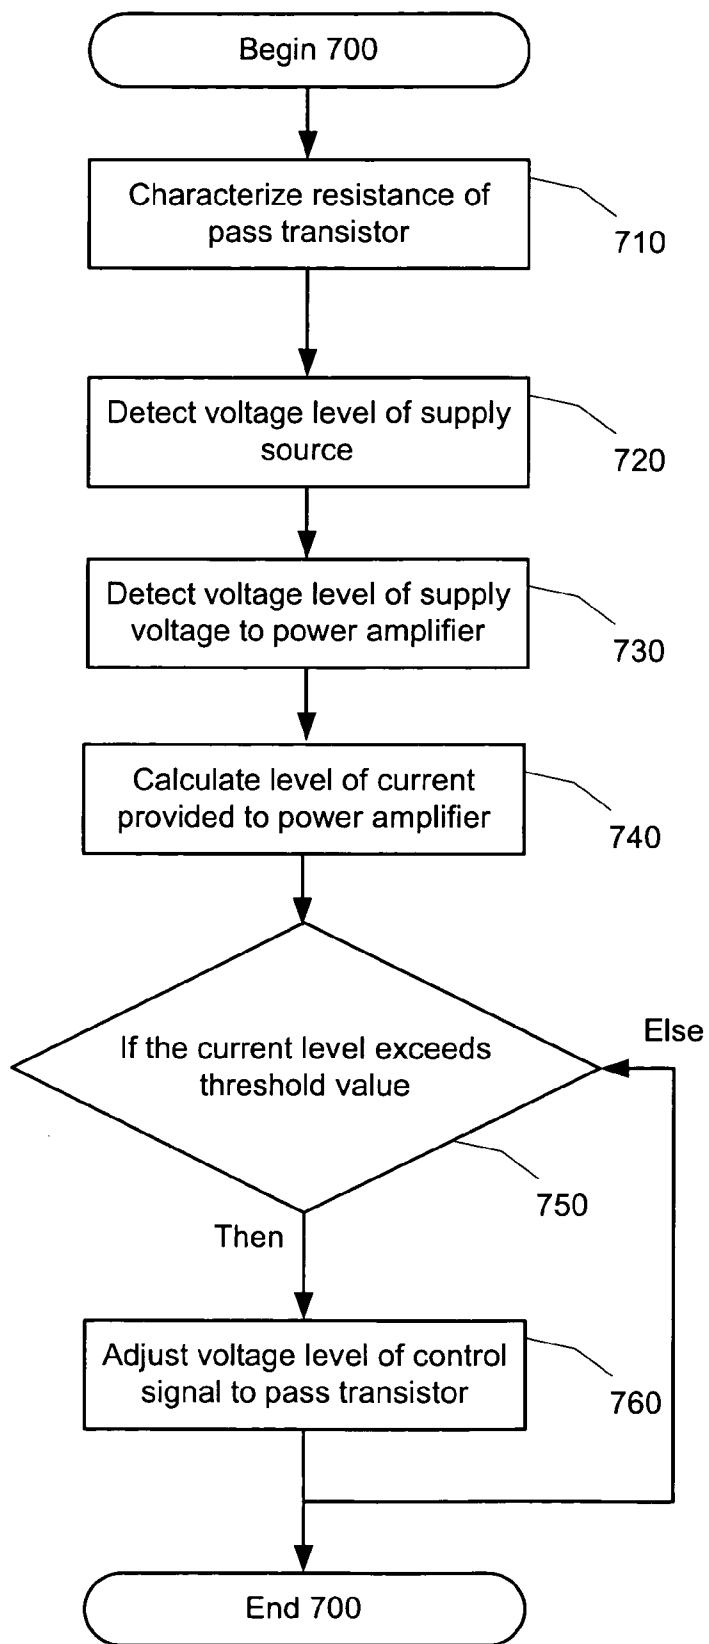 Begin 700
Characterize resistance of
pass transistor
710
Detect voltage level of supply
source
720
Detect voltage level of supply
voltage to power amplifier
730
Calculate level of current
provided to power amplifier
740
If the current level exceeds
threshold value
Else
750
Then
Adjust voltage level of control
signal to pass transistor
760
End 700